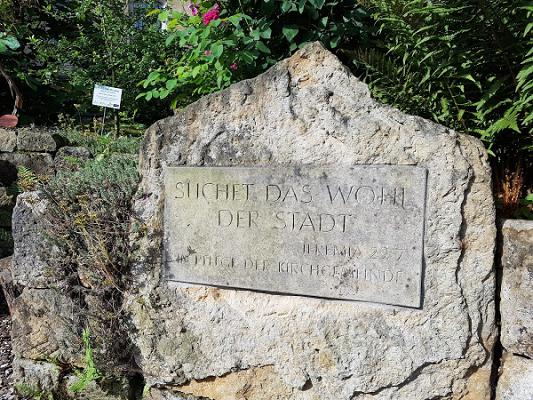 SUCHET DAS WOHL
DER STADT
JEREMIA 29.7
IN PFLEGE DER KIRCHGEMEINDE